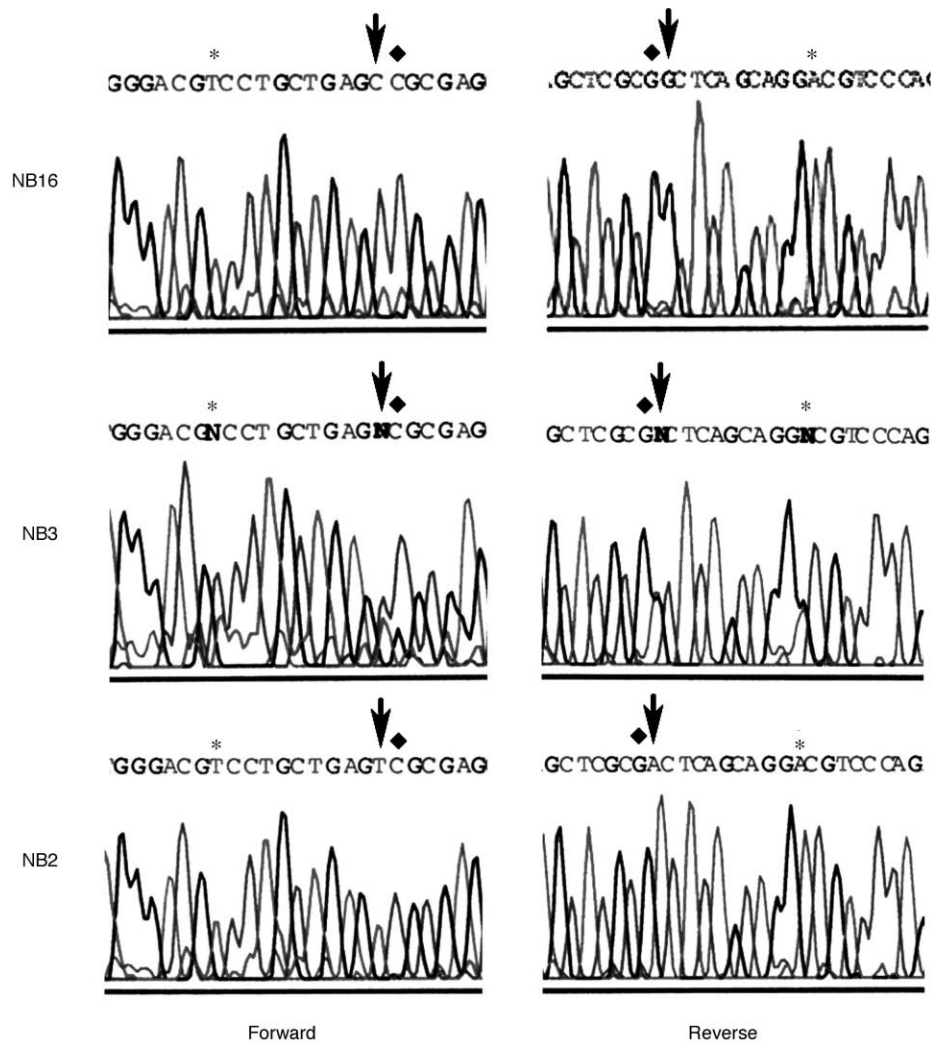 * ◆ ◆ *
GGGACGTCCTGCTGAGCCGCGAG GCTCGCGGCTCAGCAGGACGTCCCAG
NB16
* ◆ ◆ *
GGGACGNCCTGCTGAGNCGCGAG GCTCGCGNCTCAGCAGGNCGTCCCAG
NB3
* ◆ ◆ *
GGGACGTCCTGCTGAGTCGCGAG GCTCGCGACTCAGCAGGACGTCCCAG
NB2
Forward Reverse